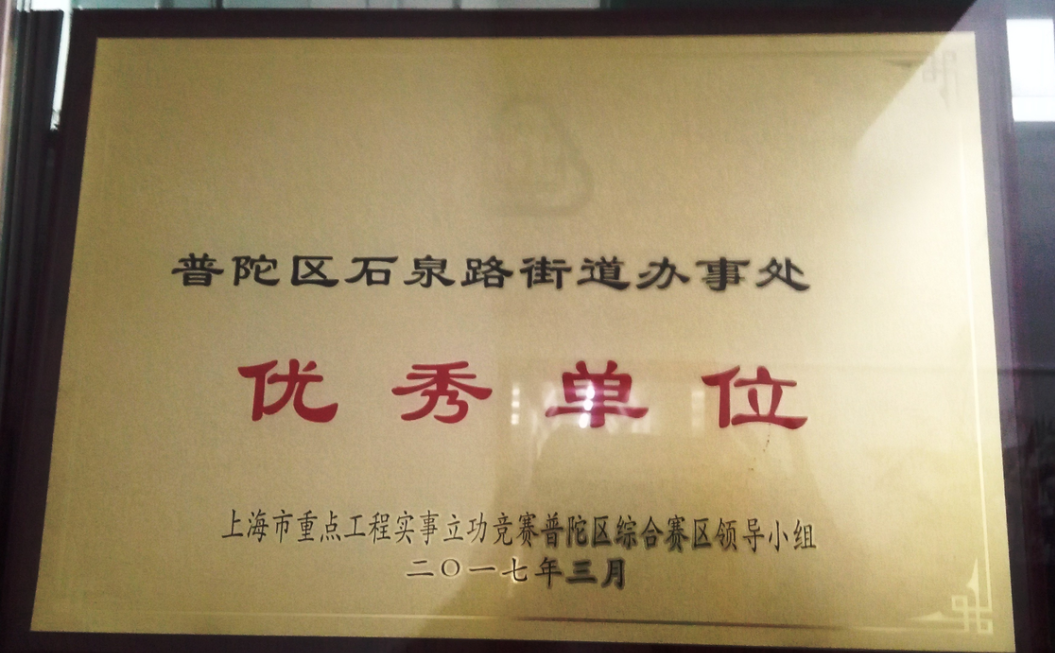 普陀区石泉路街道办事处
优秀单位
上海市重点工程实事立功竞赛普陀区综合赛区领导小组
二〇一七年三月